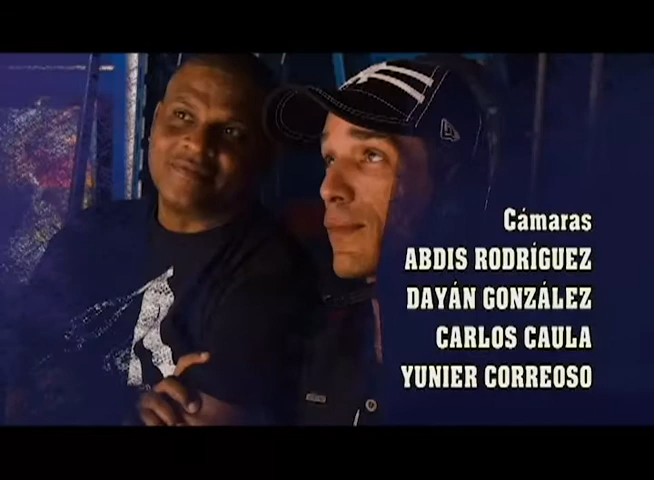 Cámaras
ABDIS RODRÍGUEZ
DAYÁN GONZÁLEZ
CARLOS CAULA
YUNIER CORREOSO